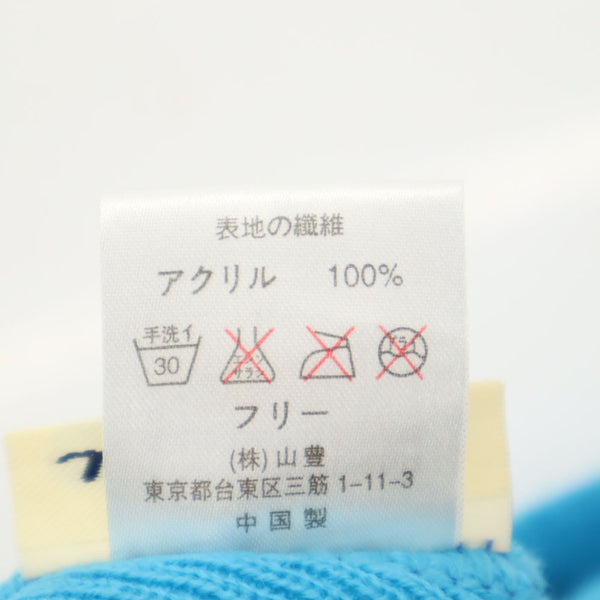 表地の繊維
アクリル 100%
手洗イ
30
エンソ
サラシ
ドライ
フリー
(株)山豊
東京都台東区三筋1-11-3
中国製